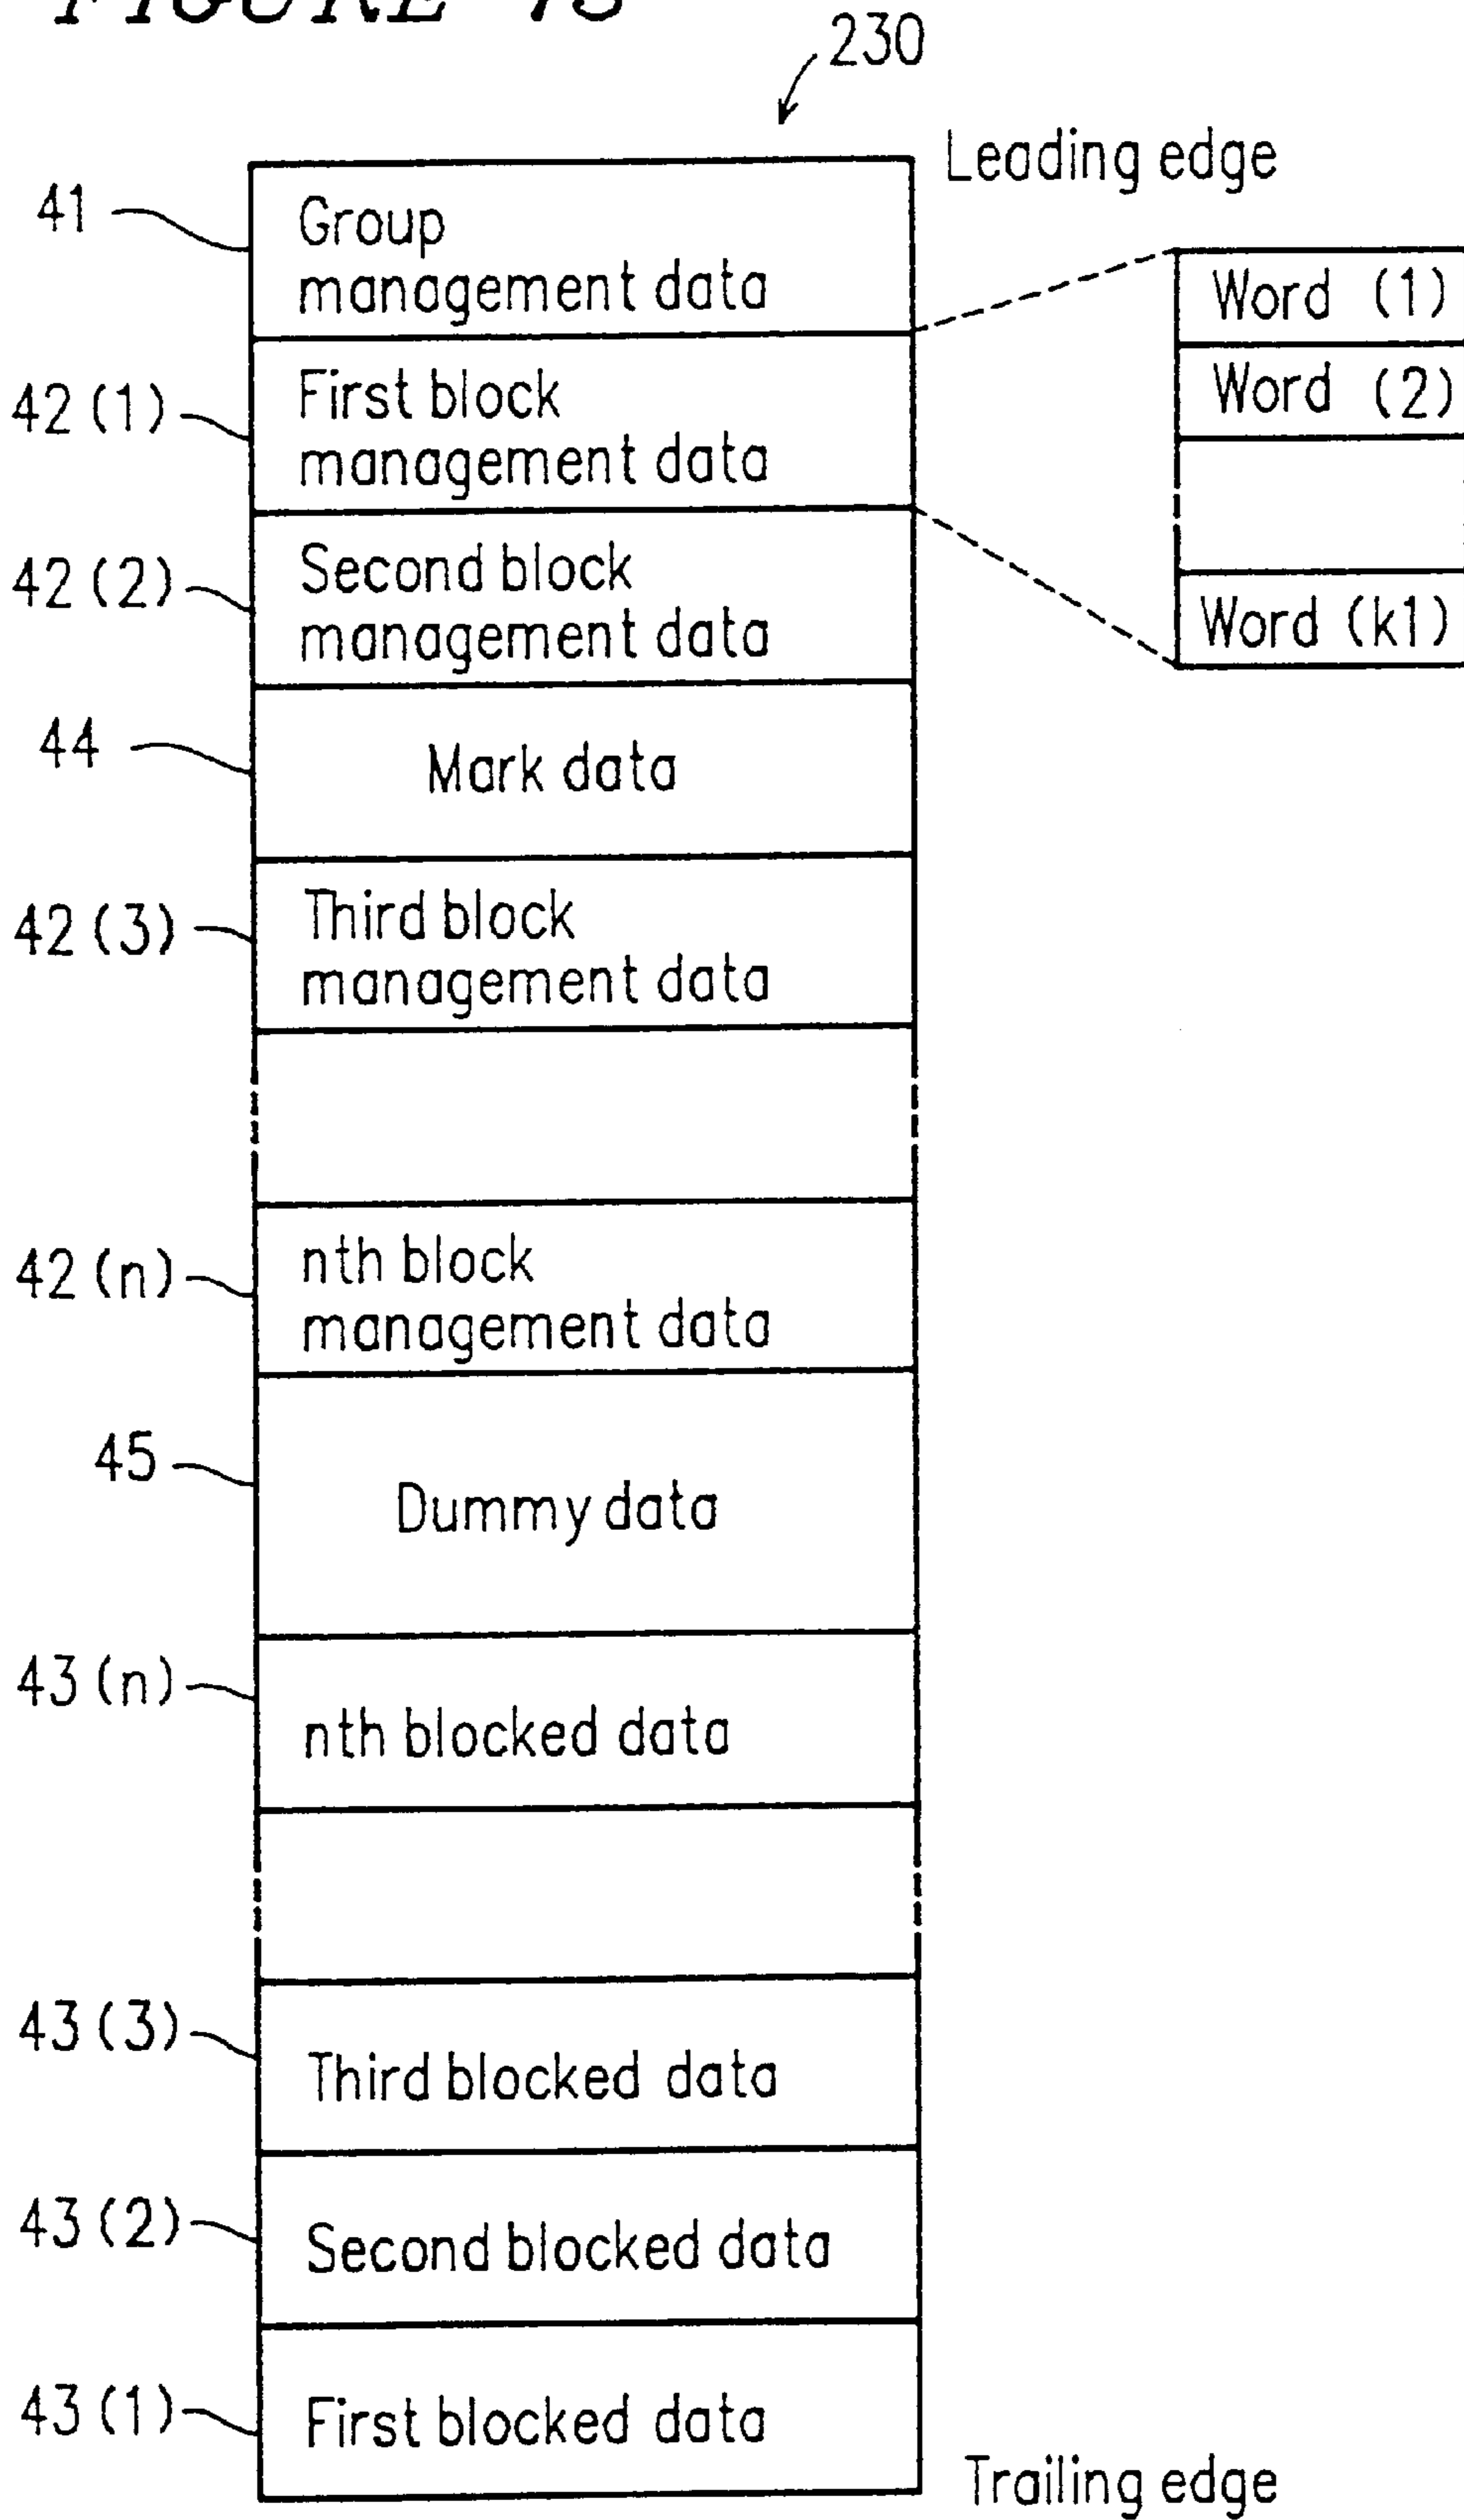 FIGURE
230
Leading edge
41
Group
management data
Word (1)
42(1)
First block
management data
Word (2)
42(2)
Second block
management data
Word (k1)
44
Mark data
42(3)
Third block
management data
42(n)
nth block
management data
45
Dummy data
43(n)
nth blocked data
43(3)
Third blocked data
43(2)
Second blocked data
43(1)
First blocked data
Trailing edge